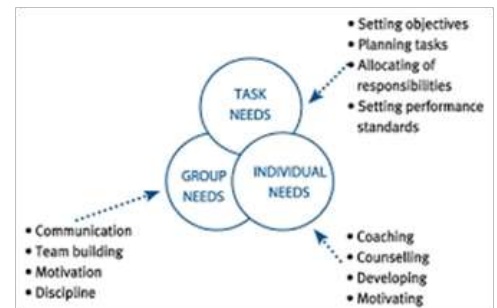 • Setting objectives
• Planning tasks
• Allocating of
responsibilities
• Setting performance
standards
TASK
NEEDS
GROUP
NEEDS
INDIVIDUAL
NEEDS
• Communication
• Team building
• Motivation
• Discipline
• Coaching
• Counselling
• Developing
• Motivating